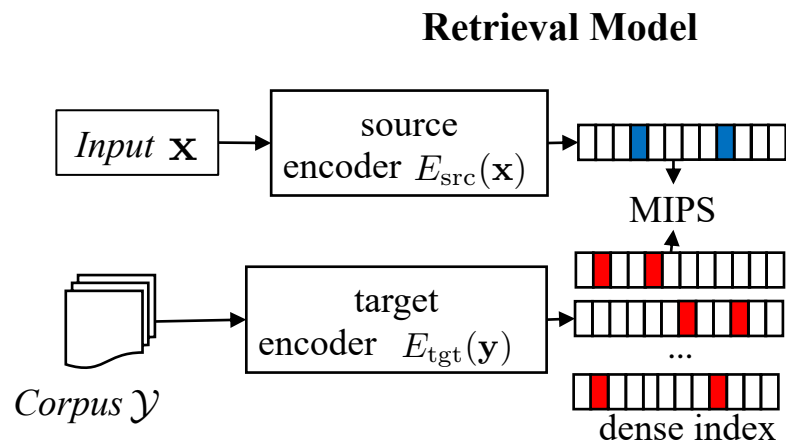 Retrieval Model
Input x
source
encoder E_src(x)
MIPS
target
encoder E_tgt(y)
...
Corpus 𝒴
dense index